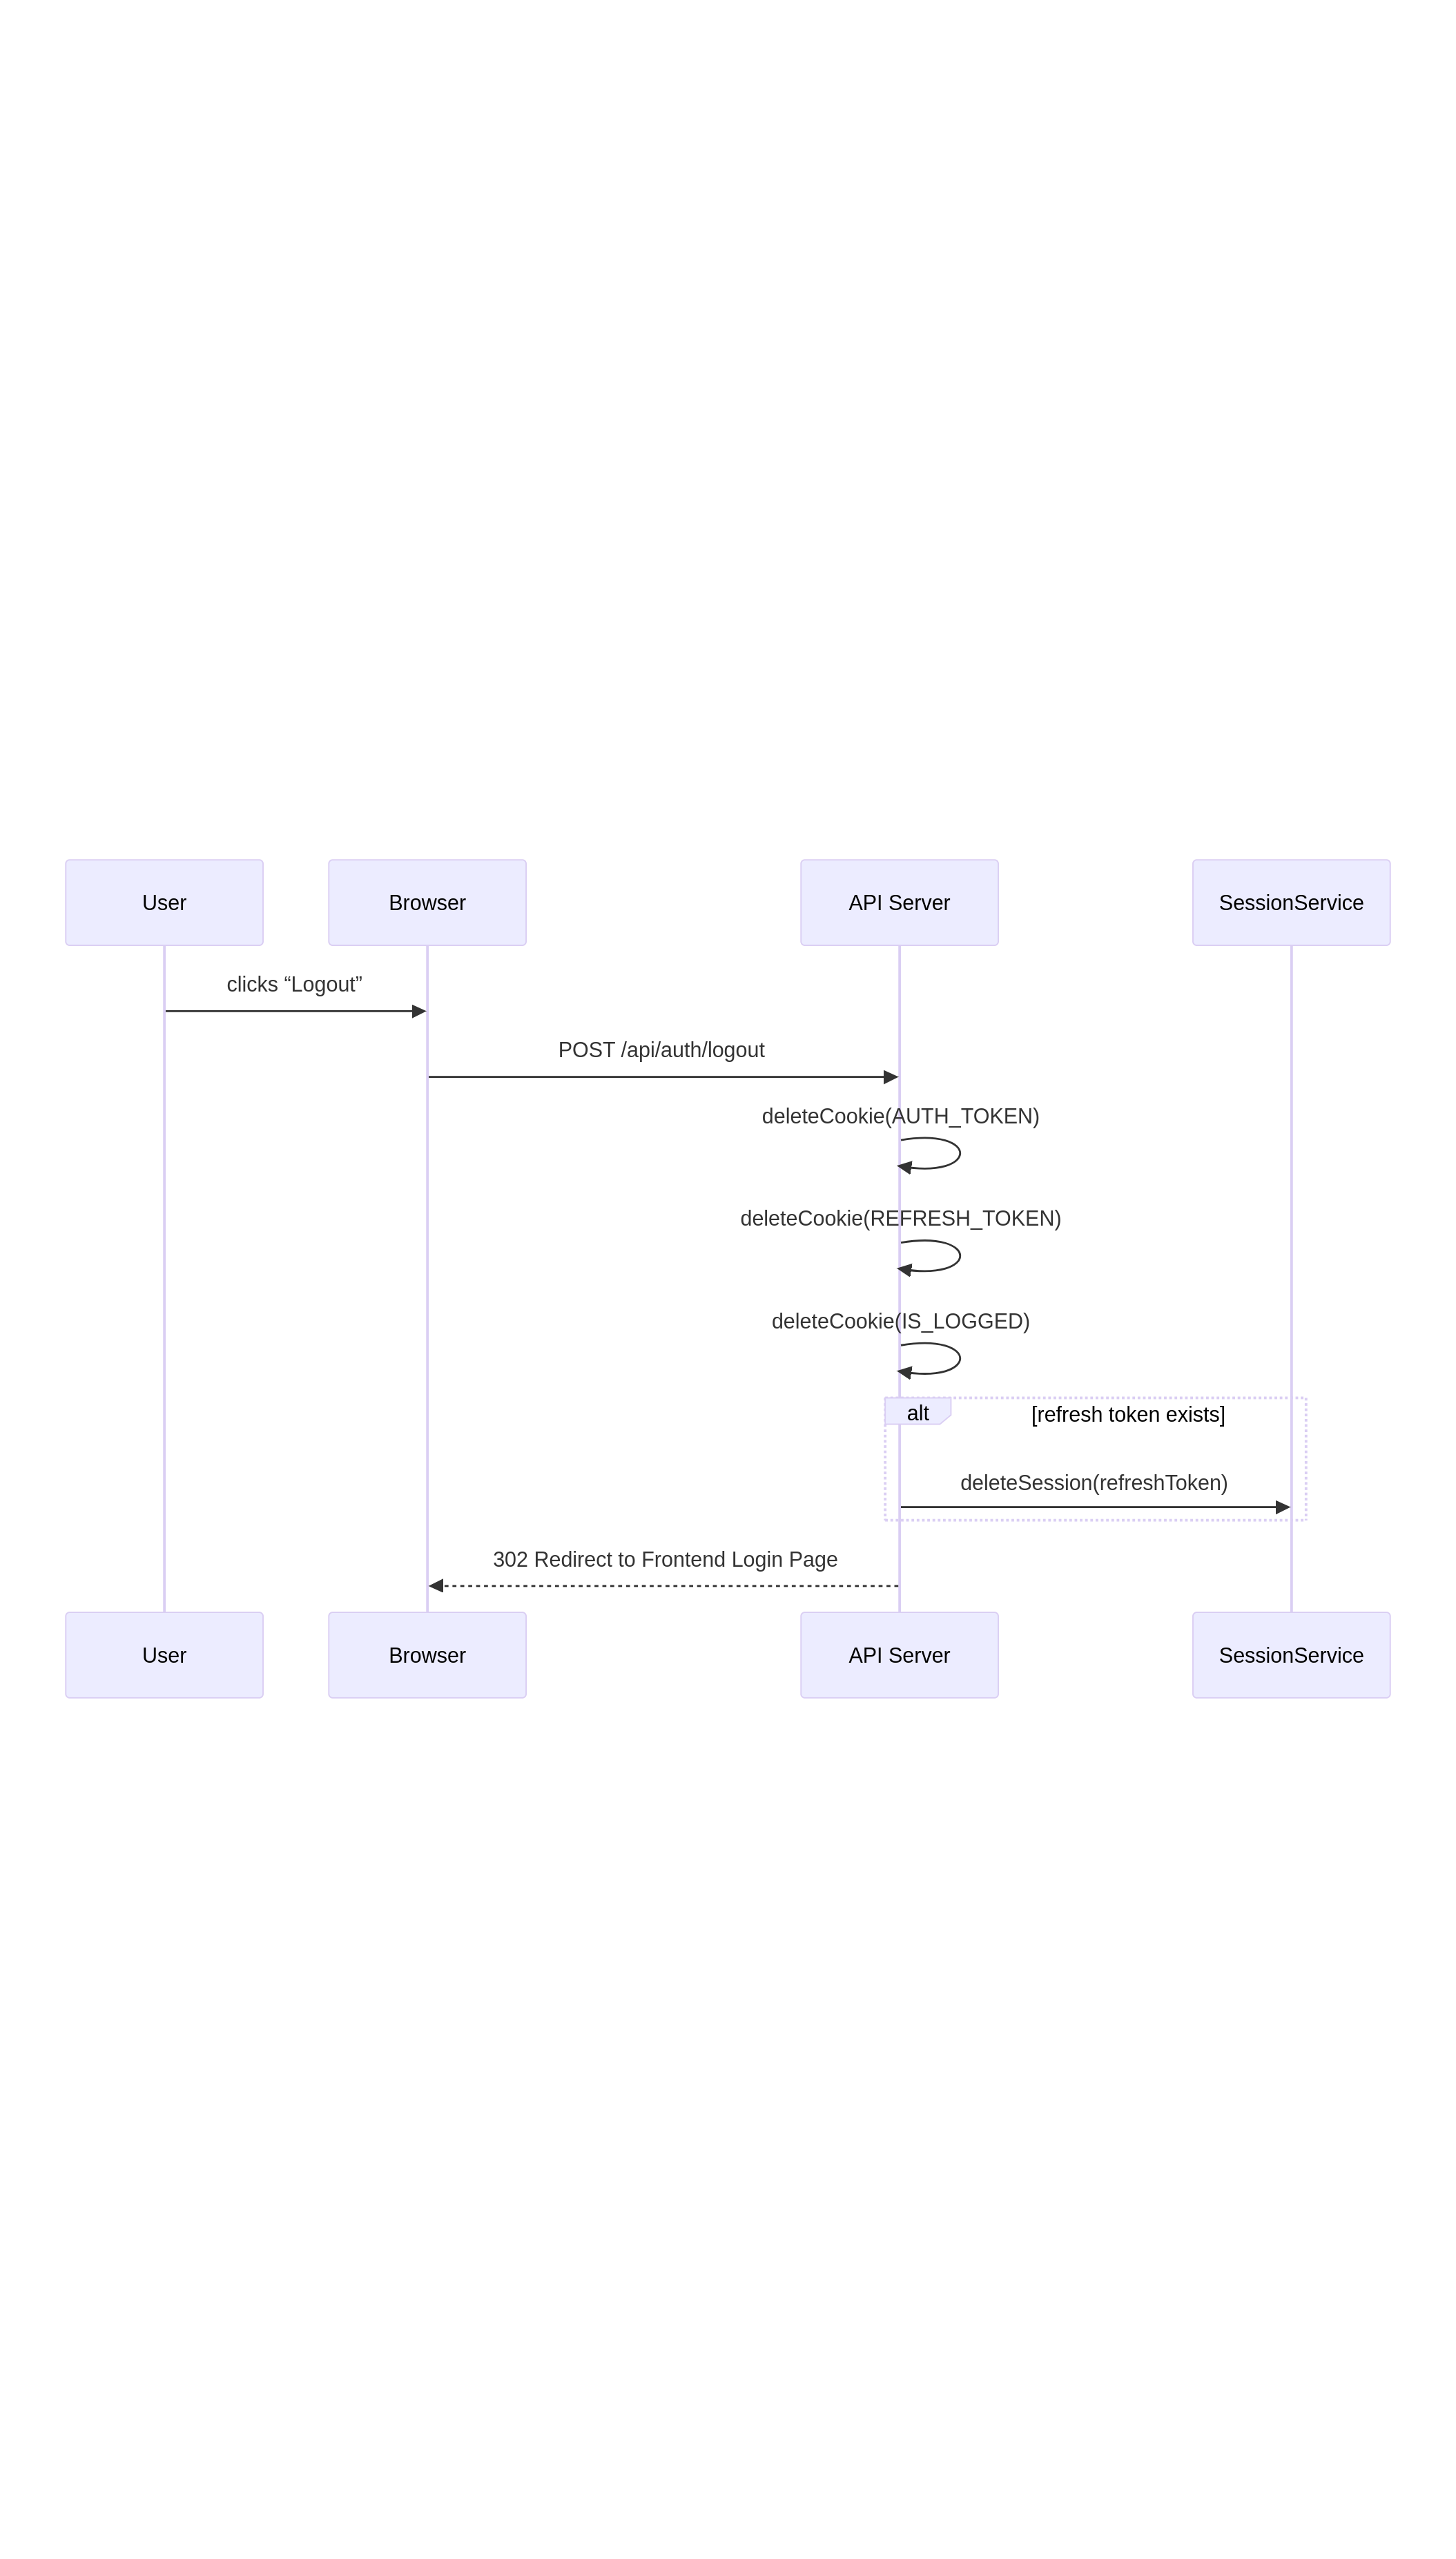 User
Browser
API Server
SessionService
clicks “Logout”
POST /api/auth/logout
deleteCookie(AUTH_TOKEN)
deleteCookie(REFRESH_TOKEN)
deleteCookie(IS_LOGGED)
alt
[refresh token exists]
deleteSession(refreshToken)
302 Redirect to Frontend Login Page
User
Browser
API Server
SessionService